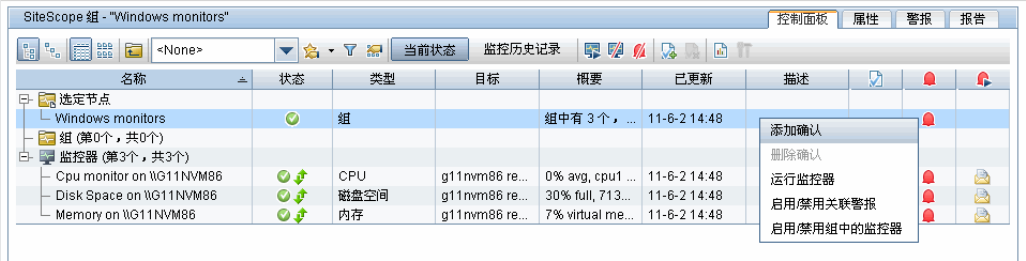 SiteScope 组 - "Windows monitors"
控制面板 属性 警报 报告
<None> 当前状态 监控历史记录
名称 状态 类型 目标 概要 已更新 描述
选定节点
Windows monitors 组 组中有 3 个， ... 11-6-2 14:48
组 (第0个，共0个)
监控器 (第3个，共3个)
Cpu monitor on \\G11NVM86 CPU g11nvm86 re... 0% avg, cpu1 ... 11-6-2 14:48
Disk Space on \\G11NVM86 磁盘空间 g11nvm86 re... 30% full, 713... 11-6-2 14:48
Memory on \\G11NVM86 内存 g11nvm86 re... 7% virtual me... 11-6-2 14:48
添加确认
删除确认
运行监控器
启用/禁用关联警报
启用/禁用组中的监控器